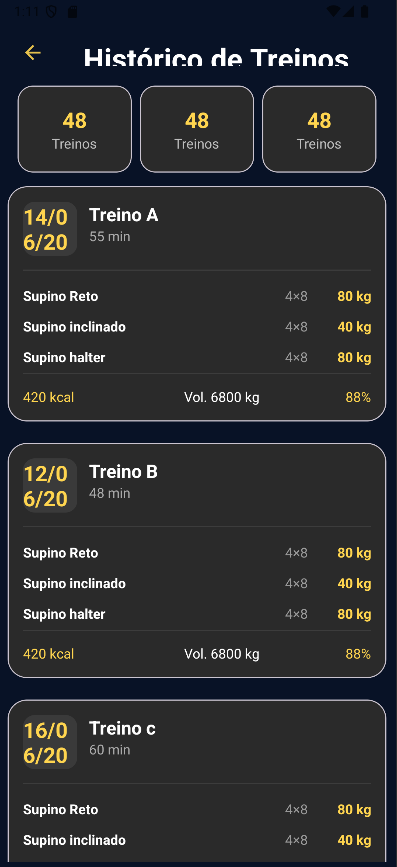 1:11
Histórico de Treinos
48 48 48
Treinos Treinos Treinos
14/0
6/20
Treino A
55 min
Supino Reto 4×8 80 kg
Supino inclinado 4×8 40 kg
Supino halter 4×8 80 kg
420 kcal Vol. 6800 kg 88%
12/0
6/20
Treino B
48 min
Supino Reto 4×8 80 kg
Supino inclinado 4×8 40 kg
Supino halter 4×8 80 kg
420 kcal Vol. 6800 kg 88%
16/0
6/20
Treino c
60 min
Supino Reto 4×8 80 kg
Supino inclinado 4×8 40 kg